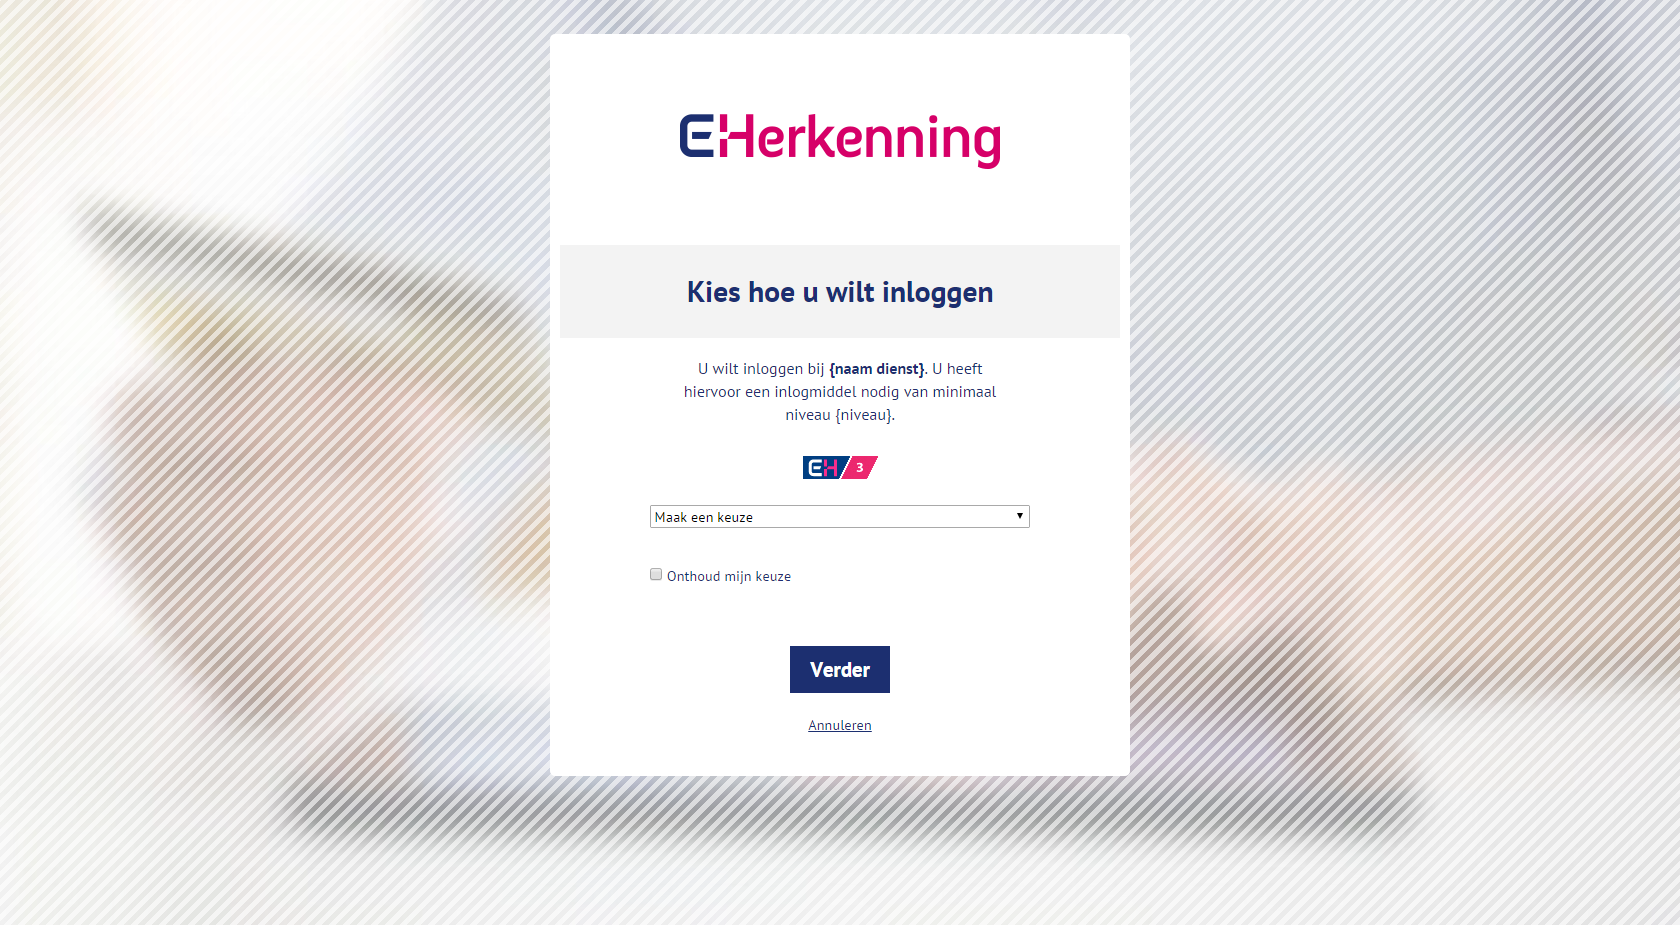 EHerkenning
Kies hoe u wilt inloggen
U wilt inloggen bij {naam dienst}. U heeft
hiervoor een inlogmiddel nodig van minimaal
niveau {niveau}.
EH 3
Maak een keuze
Onthoud mijn keuze
Verder
Annuleren